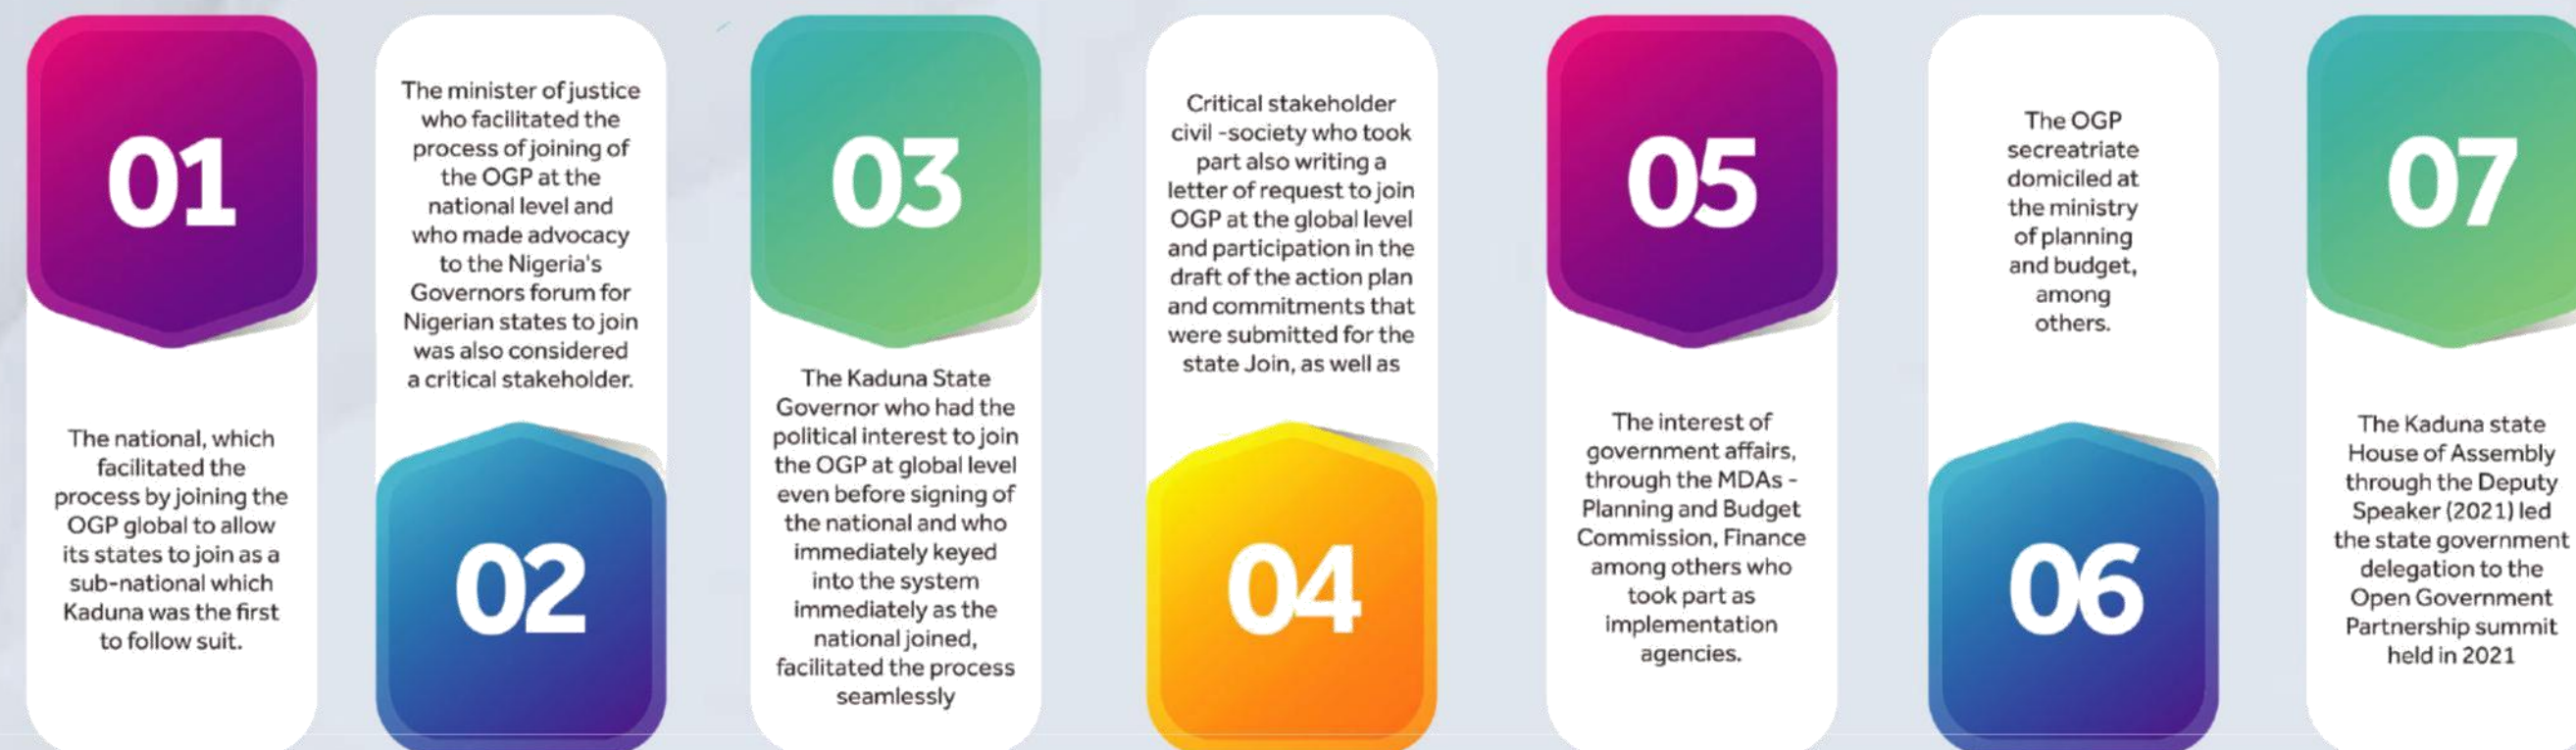 01
The national, which
facilitated the
process by joining the
OGP global to allow
its states to join as a
sub-national which
Kaduna was the first
to follow suit.
The minister of justice
who facilitated the
process of joining of
the OGP at the
national level and
who made advocacy
to the Nigeria's
Governors forum for
Nigerian states to join
was also considered
a critical stakeholder.
02
03
The Kaduna State
Governor who had the
political interest to join
the OGP at global level
even before signing of
the national and who
immediately keyed
into the system
immediately as the
national joined,
facilitated the process
seamlessly
Critical stakeholder
civil -society who took
part also writing a
letter of request to join
OGP at the global level
and participation in the
draft of the action plan
and commitments that
were submitted for the
state Join, as well as
04
05
The interest of
government affairs,
through the MDAs -
Planning and Budget
Commission, Finance
among others who
took part as
implementation
agencies.
The OGP
secreatriate
domiciled at
the ministry
of planning
and budget,
among
others.
06
07
The Kaduna state
House of Assembly
through the Deputy
Speaker (2021) led
the state government
delegation to the
Open Government
Partnership summit
held in 2021